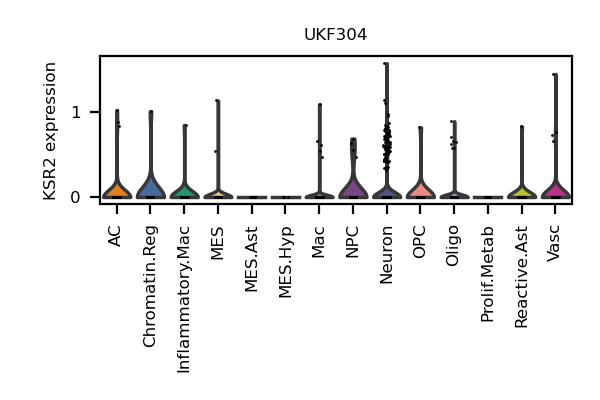 UKF304
KSR2 expression
1
0
AC
Chromatin.Reg
Inflammatory.Mac
MES
MES.Ast
MES.Hyp
Mac
NPC
Neuron
OPC
Oligo
Prolif.Metab
Reactive.Ast
Vasc